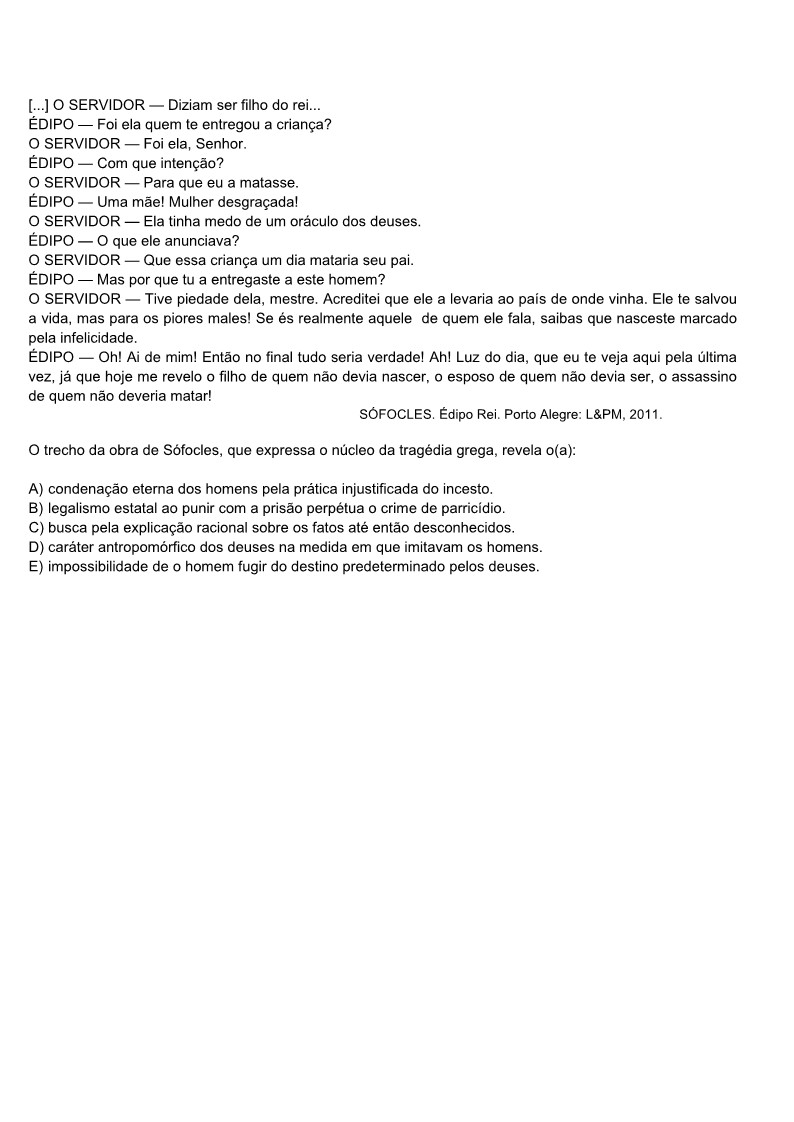 [...] O SERVIDOR — Diziam ser filho do rei...
ÉDIPO — Foi ela quem te entregou a criança?
O SERVIDOR — Foi ela, Senhor.
ÉDIPO — Com que intenção?
O SERVIDOR — Para que eu a matasse.
ÉDIPO — Uma mãe! Mulher desgraçada!
O SERVIDOR — Ela tinha medo de um oráculo dos deuses.
ÉDIPO — O que ele anunciava?
O SERVIDOR — Que essa criança um dia mataria seu pai.
ÉDIPO — Mas por que tu a entregaste a este homem?
O SERVIDOR — Tive piedade dela, mestre. Acreditei que ele a levaria ao país de onde vinha. Ele te salvou
a vida, mas para os piores males! Se és realmente aquele  de quem ele fala, saibas que nasceste marcado
pela infelicidade.
ÉDIPO — Oh! Ai de mim! Então no final tudo seria verdade! Ah! Luz do dia, que eu te veja aqui pela última
vez, já que hoje me revelo o filho de quem não devia nascer, o esposo de quem não devia ser, o assassino
de quem não deveria matar!
SÓFOCLES. Édipo Rei. Porto Alegre: L&PM, 2011.
O trecho da obra de Sófocles, que expressa o núcleo da tragédia grega, revela o(a):
A) condenação eterna dos homens pela prática injustificada do incesto.
B) legalismo estatal ao punir com a prisão perpétua o crime de parricídio.
C) busca pela explicação racional sobre os fatos até então desconhecidos.
D) caráter antropomórfico dos deuses na medida em que imitavam os homens.
E) impossibilidade de o homem fugir do destino predeterminado pelos deuses.